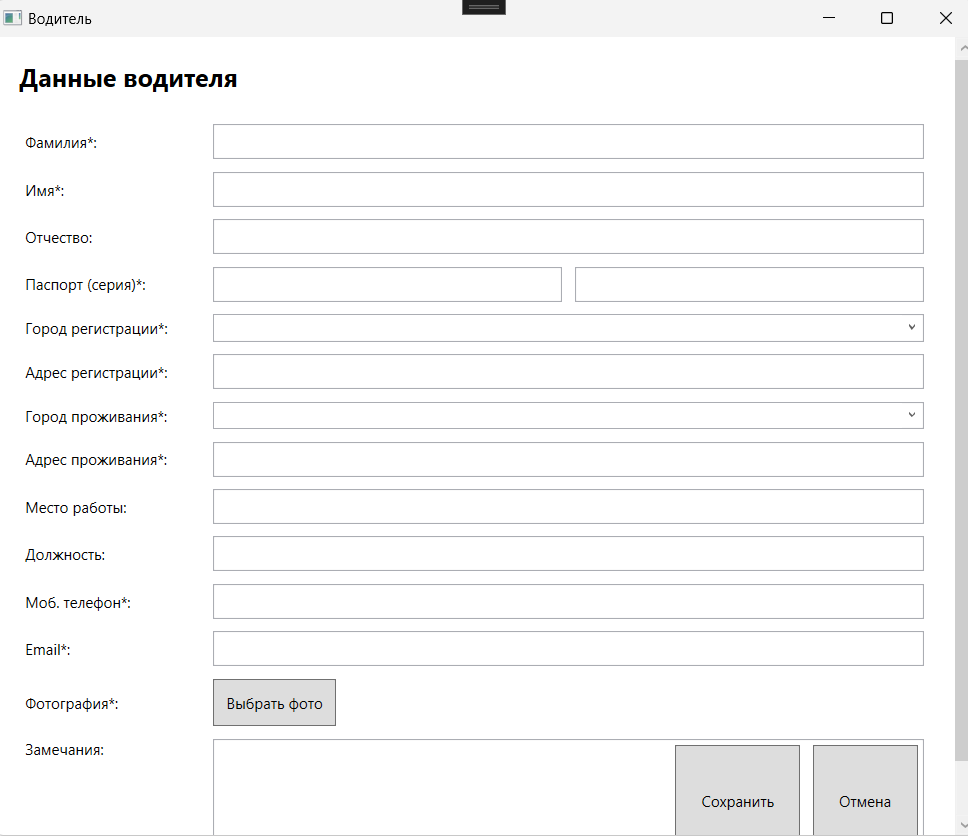 Водитель
Данные водителя
Фамилия*:
Имя*:
Отчество:
Паспорт (серия)*:
Город регистрации*:
Адрес регистрации*:
Город проживания*:
Адрес проживания*:
Место работы:
Должность:
Моб. телефон*:
Email*:
Фотография*:
Выбрать фото
Замечания:
Сохранить
Отмена